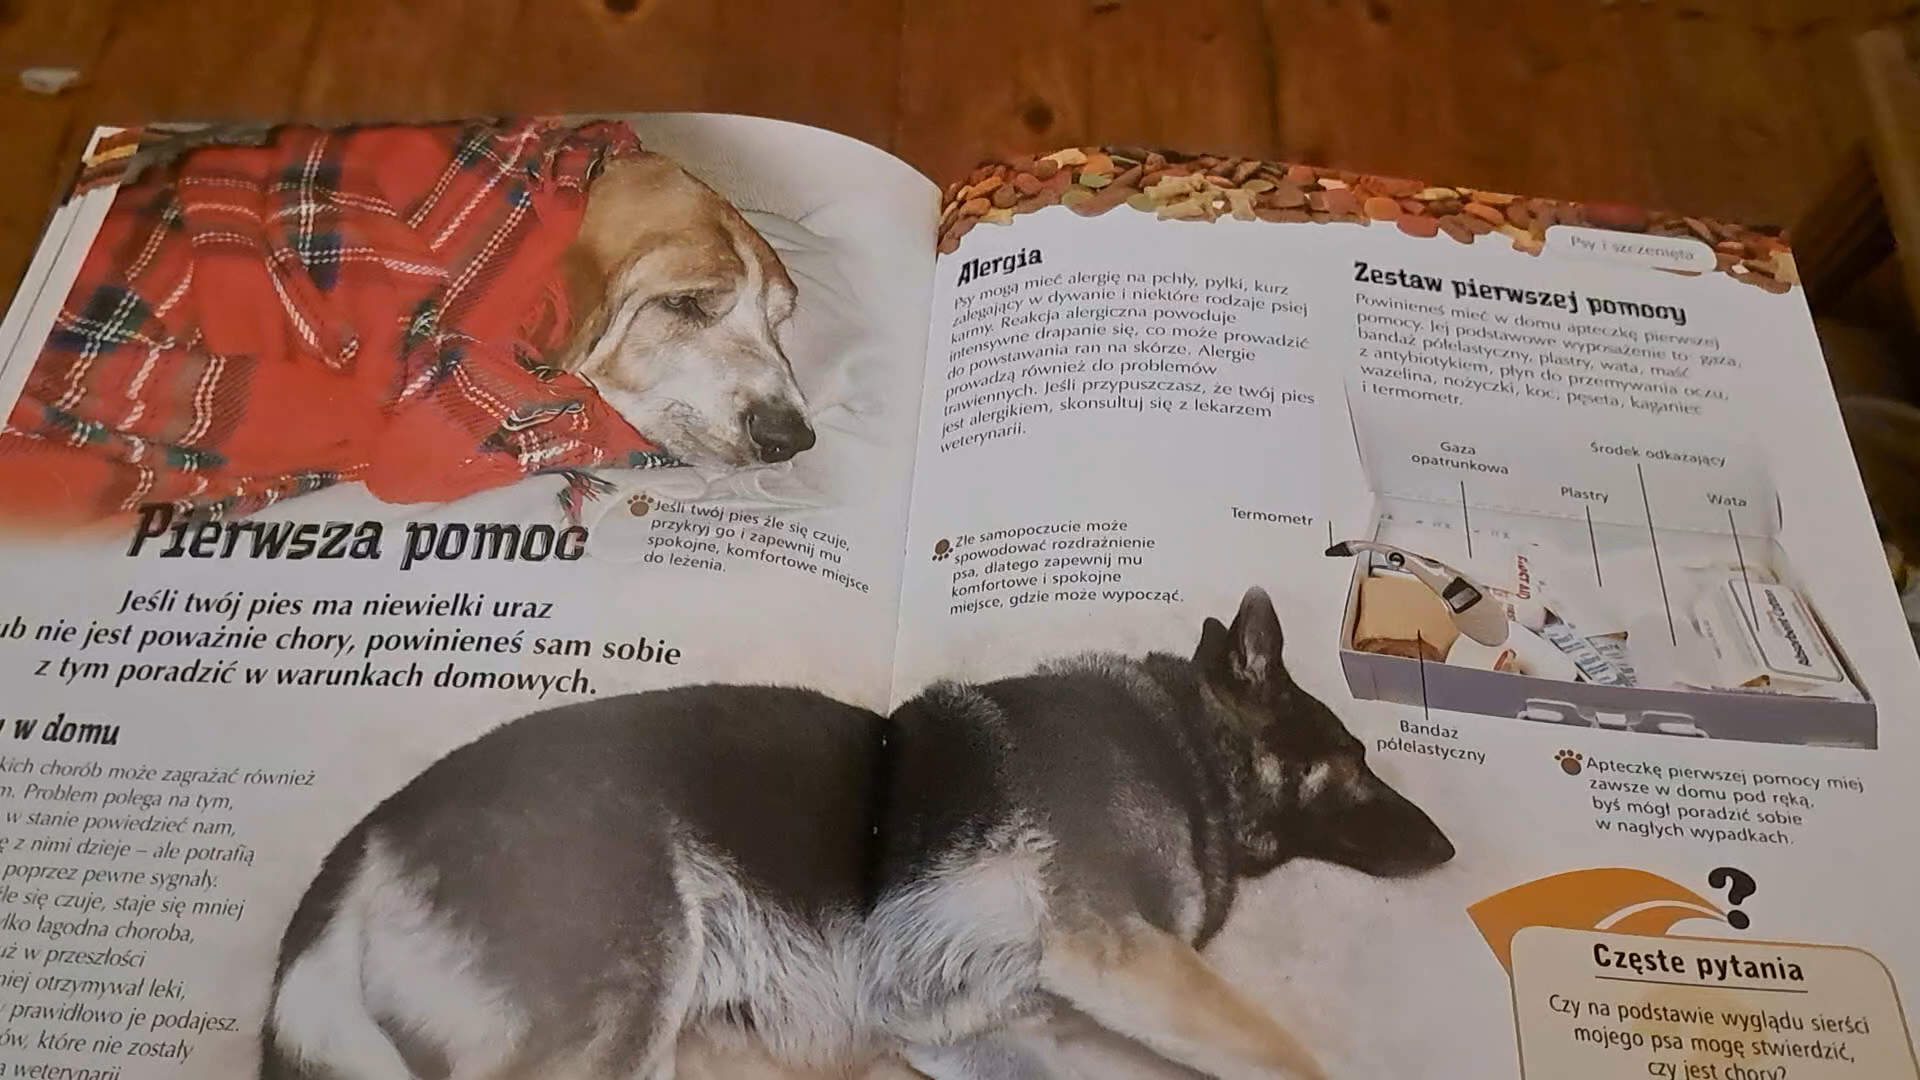 Pierwsza pomoc
Jeśli twój pies źle się czuje,
przykryj go i zapewnij mu
spokojne, komfortowe miejsce
do leżenia.
Jeśli twój pies ma niewielki uraz
nie jest poważnie chory, powinieneś sam sobie
z tym poradzić w warunkach domowych.
w domu
chorób może zagrażać również
Problem polega na tym,
w stanie powiedzieć nam,
z nimi dzieje – ale potrafią
poprzez pewne sygnały.
się czuje, staje się mniej
łagodna choroba,
w przeszłości
otrzymywał leki,
prawidłowo je podajesz.
które nie zostały
weterynarii
Psy i szczenięta
Alergia
Psy mogą mieć alergię na pchły, pyłki, kurz
zalegający w dywanie i niektóre rodzaje psiej
karmy. Reakcja alergiczna powoduje
intensywne drapanie się, co może prowadzić
do powstawania ran na skórze. Alergie
prowadzą również do problemów
trawiennych. Jeśli przypuszczasz, że twój pies
jest alergikiem, skonsultuj się z lekarzem
weterynarii.
Złe samopoczucie może
spowodować rozdrażnienie
psa, dlatego zapewnij mu
komfortowe i spokojne
miejsce, gdzie może wypocząć.
Zestaw pierwszej pomocy
Powinieneś mieć w domu apteczkę pierwszej
pomocy. Jej podstawowe wyposażenie to: gaza,
bandaż półelastyczny, plastry, wata, maść
z antybiotykiem, płyn do przemywania oczu,
wazelina, nożyczki, koc, pęseta, kaganiec
i termometr.
Gaza
opatrunkowa
Środek odkażający
Plastry
Wata
Termometr
Absorbent Cotton
Bandaż
półelastyczny
Apteczkę pierwszej pomocy miej
zawsze w domu pod ręką,
byś mógł poradzić sobie
w nagłych wypadkach.
?
Częste pytania
Czy na podstawie wyglądu sierści
mojego psa mogę stwierdzić,
czy jest chory?